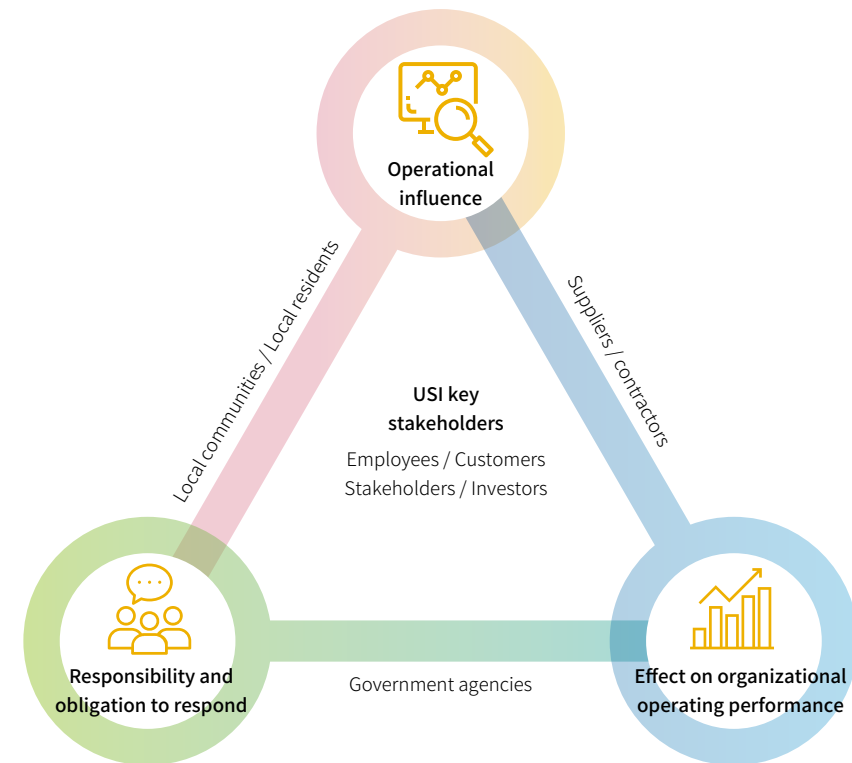 Operational
influence
Local communities / Local residents
Suppliers / contractors
USI key
stakeholders
Employees / Customers
Stakeholders / Investors
Responsibility and
obligation to respond
Government agencies
Effect on organizational
operating performance